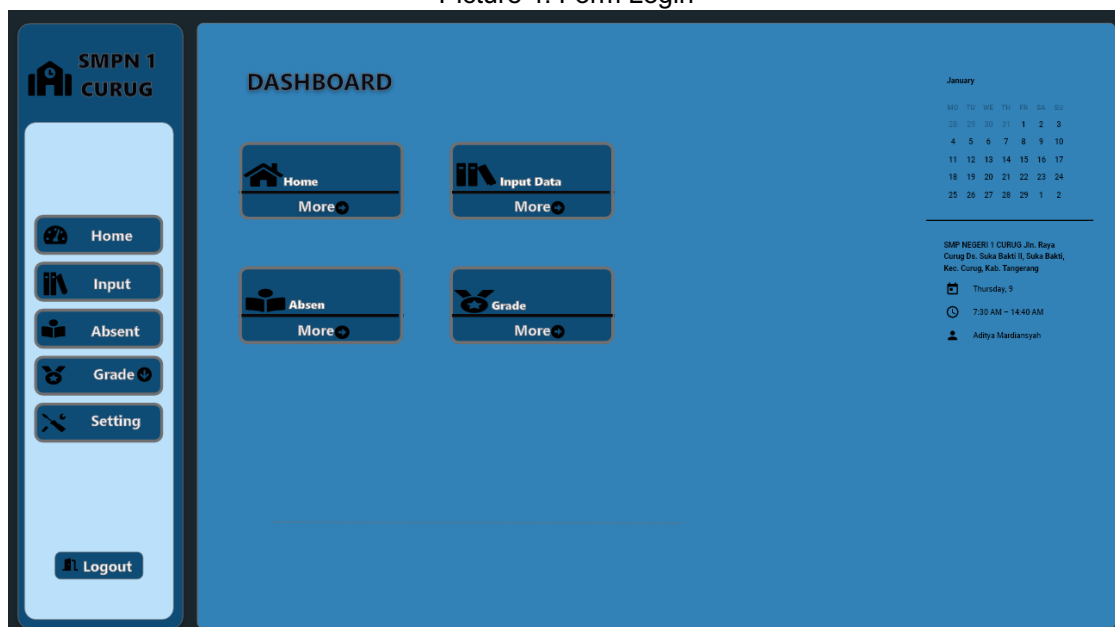 Picture 4. Form Login
SMPN 1
CURUG
Home
Input
Absent
Grade
Setting
Logout
DASHBOARD
Home
More
Input Data
More
Absen
More
Grade
More
January
MO TU WE TH FR SA SU
28 29 30 31 1 2 3
4 5 6 7 8 9 10
11 12 13 14 15 16 17
18 19 20 21 22 23 24
25 26 27 28 29 1 2
SMP NEGERI 1 CURUG Jln. Raya
Curug Ds. Suka Bakti II, Suka Bakti,
Kec. Curug, Kab. Tangerang
Thursday, 9
7:30 AM – 14:40 AM
Aditya Mardiansyah